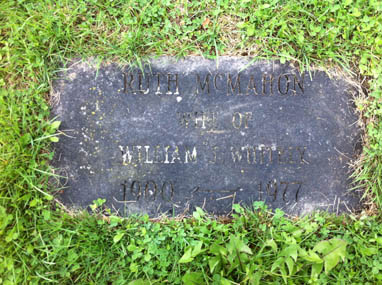 RUTH MCMAHON
WIFE OF
WILLIAM J.
1900 - 1977